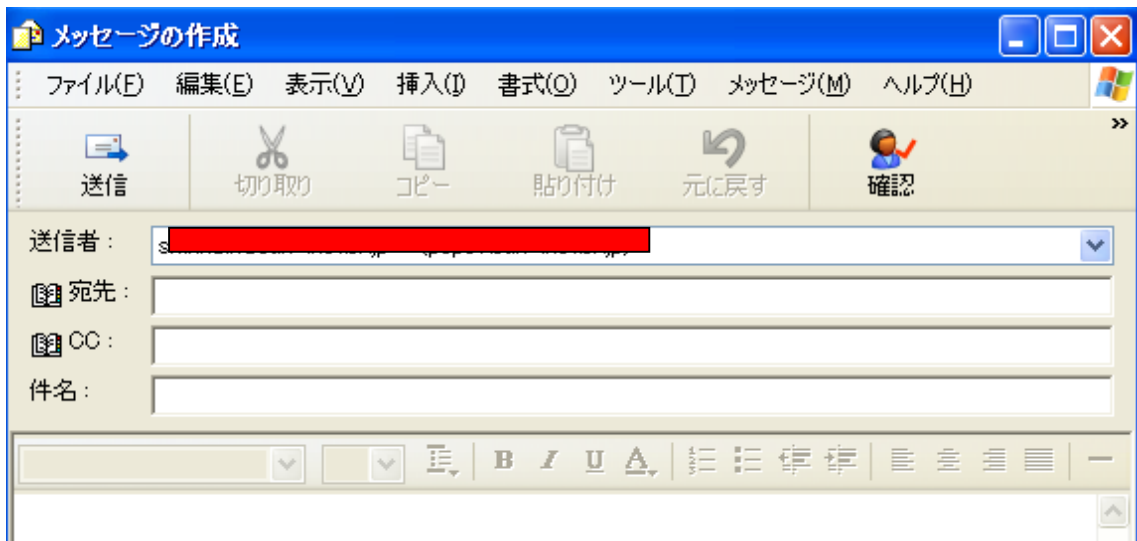 メッセージの作成
ファイル(F) 編集(E) 表示(V) 挿入(I) 書式(O) ツール(T) メッセージ(M) ヘルプ(H)
送信 切り取り コピー 貼り付け 元に戻す 確認
送信者：
宛先：
CC：
件名：
B I U A